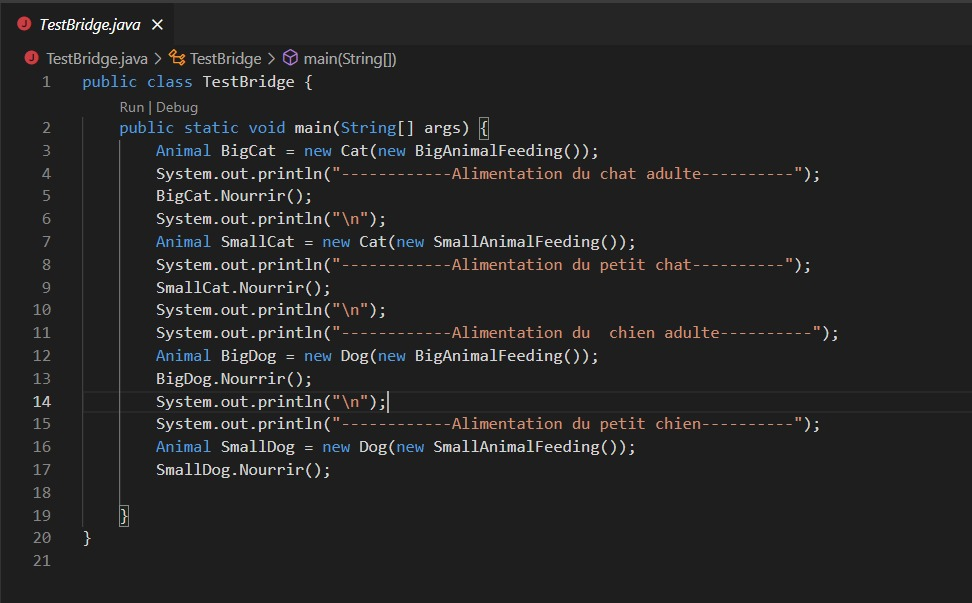 TestBridge.java ×
TestBridge.java > TestBridge > main(String[])
1 public class TestBridge {
Run | Debug
2 public static void main(String[] args) {
3 Animal BigCat = new Cat(new BigAnimalFeeding());
4 System.out.println("------------Alimentation du chat adulte----------");
5 BigCat.Nourrir();
6 System.out.println("\n");
7 Animal SmallCat = new Cat(new SmallAnimalFeeding());
8 System.out.println("------------Alimentation du petit chat----------");
9 SmallCat.Nourrir();
10 System.out.println("\n");
11 System.out.println("------------Alimentation du  chien adulte----------");
12 Animal BigDog = new Dog(new BigAnimalFeeding());
13 BigDog.Nourrir();
14 System.out.println("\n");
15 System.out.println("------------Alimentation du petit chien----------");
16 Animal SmallDog = new Dog(new SmallAnimalFeeding());
17 SmallDog.Nourrir();
18
19 }
20 }
21